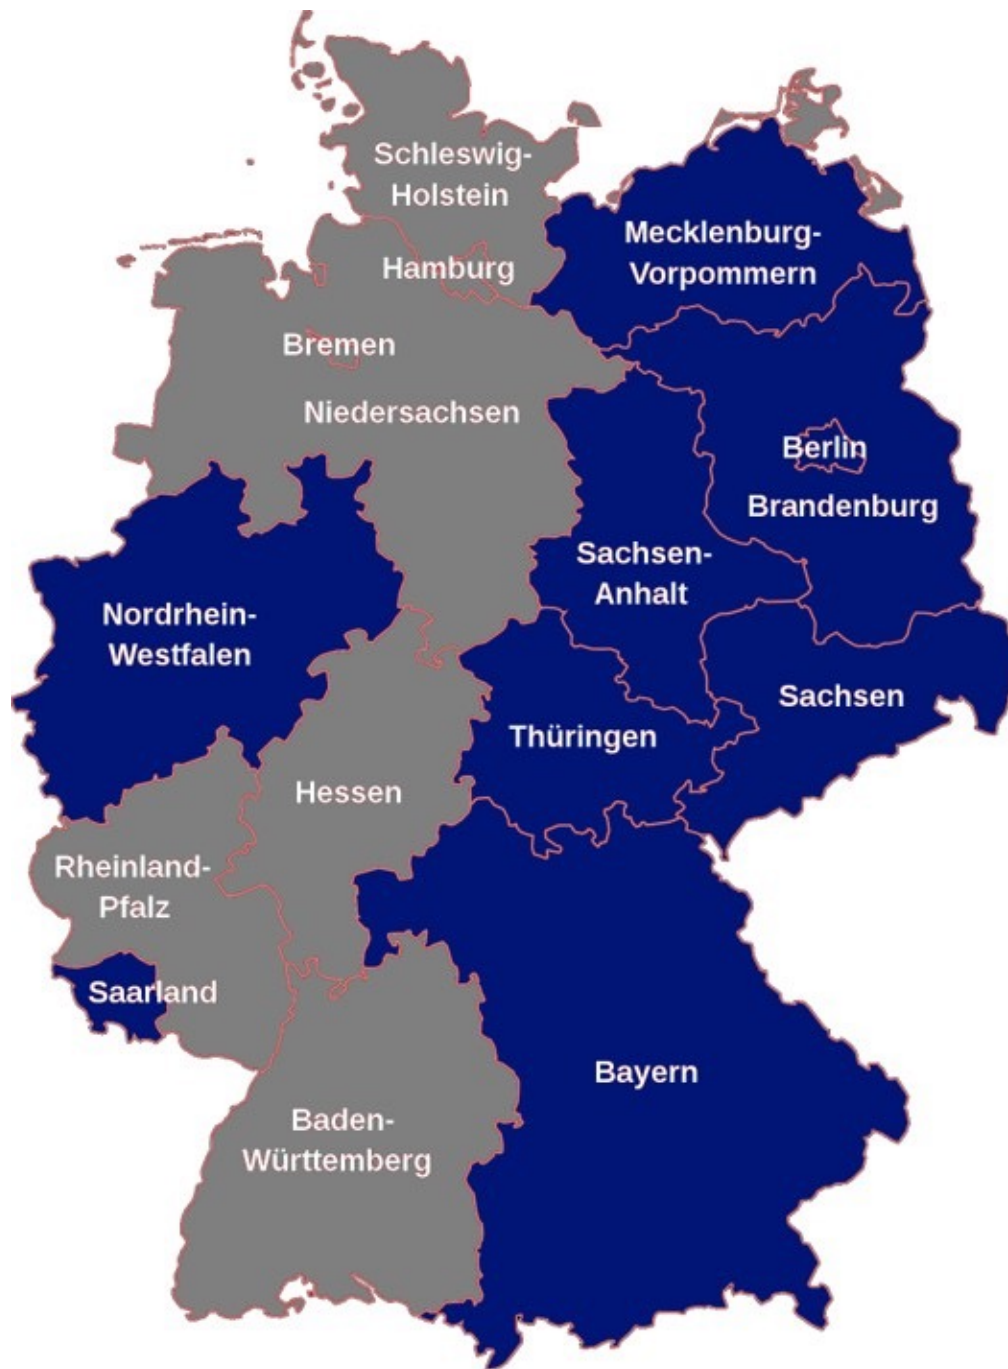 Schleswig-
Holstein
Mecklenburg-
Vorpommern
Hamburg
Bremen
Niedersachsen
Berlin
Brandenburg
Sachsen-
Anhalt
Nordrhein-
Westfalen
Sachsen
Thüringen
Hessen
Rheinland-
Pfalz
Saarland
Bayern
Baden-
Württemberg